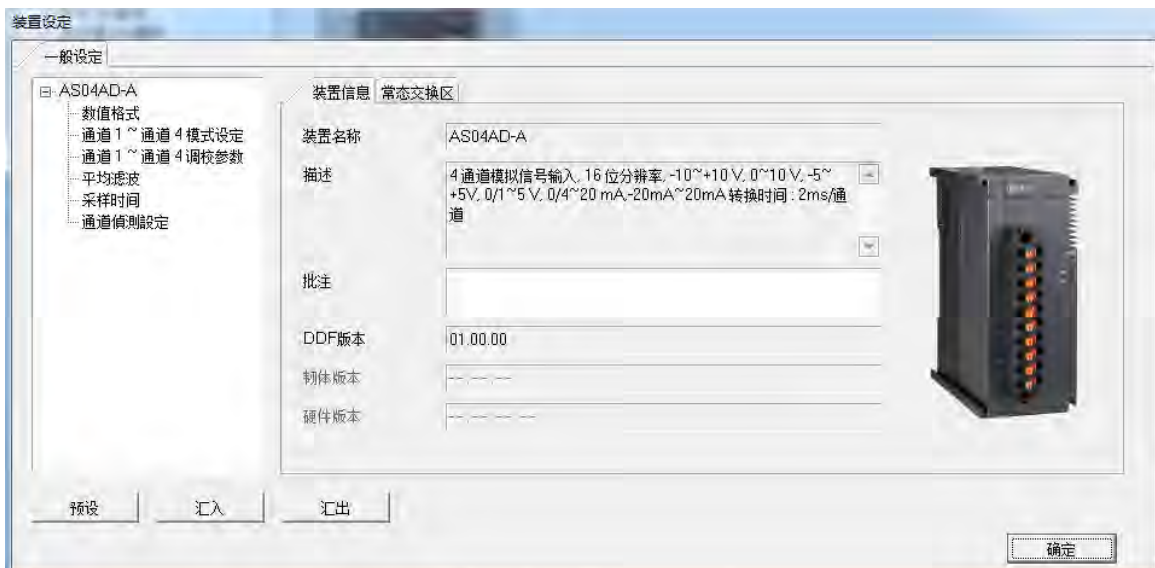 装置设定
一般设定
AS04AD-A
数值格式
通道 1 ~ 通道 4 模式设定
通道 1 ~ 通道 4 调校参数
平均滤波
采样时间
通道偵測設定
装置信息 常态交换区
装置名称 AS04AD-A
描述 4 通道模拟信号输入, 16 位分辨率, -10~+10 V, 0~10 V, -5~
+5V, 0/1~5 V, 0/4~20 mA,-20mA~20mA 转换时间 : 2ms/通
道
批注
DDF版本 01.00.00
韧体版本 -- -- --
硬件版本 -- -- -- --
预设 汇入 汇出
确定